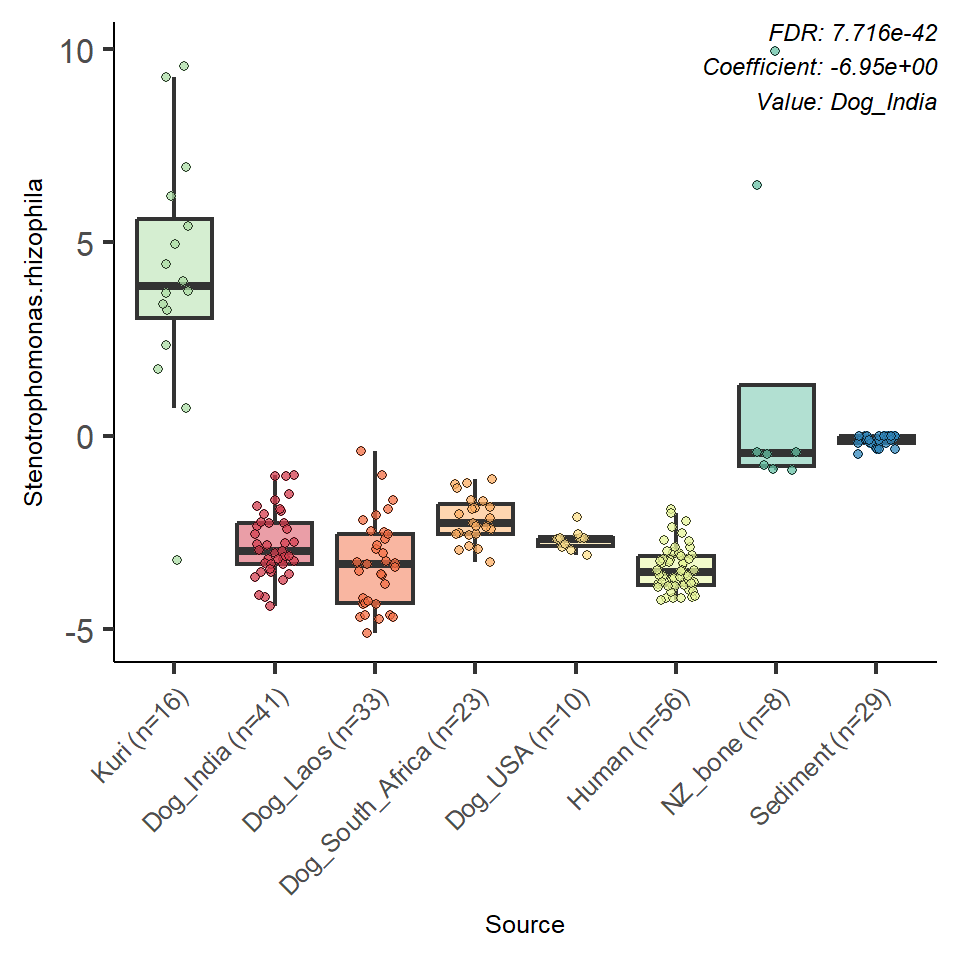 FDR: 7.716e-42
Coefficient: -6.95e+00
Value: Dog_India
Stenotrophomonas.rhizophila
10
5
0
-5
Kuri (n=16)
Dog_India (n=41)
Dog_Laos (n=33)
Dog_South_Africa (n=23)
Dog_USA (n=10)
Human (n=56)
NZ_bone (n=8)
Sediment (n=29)
Source